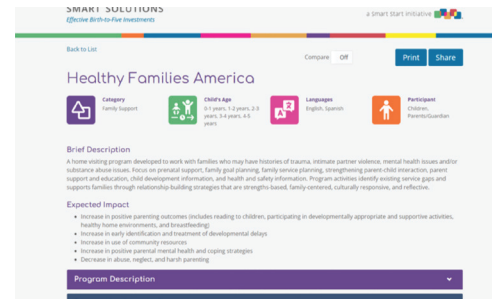 SMART SOLUTIONS
Effective Birth-to-Five Investments
a Smart Start Initiative
Back to List
Compare Off
Print Share
Healthy Families America
Category
Family Support
Child's Age
0-1 years, 1-2 years, 2-3
years, 3-4 years, 4-5
years
Languages
English, Spanish
Participant
Children,
Parents/Guardian
Brief Description
A home visiting program developed to work with families who may have histories of trauma, intimate partner violence, mental health issues and/or
substance abuse issues. Focus on prenatal support, family goal planning, family service planning, strengthening parent-child interaction, parent
support and education, child development information, and health and safety information. Program activities identify existing service gaps and
supports families through relationship-building strategies that are strengths-based, family-centered, culturally responsive, and reflective.
Expected Impact
• Increase in positive parenting outcomes (includes reading to children, participating in developmentally appropriate and supportive activities,
healthy home environments, and breastfeeding)
• Increase in early identification and treatment of developmental delays
• Increase in use of community resources
• Increase in positive parental mental health and coping strategies
• Decrease in abuse, neglect, and harsh parenting
Program Description